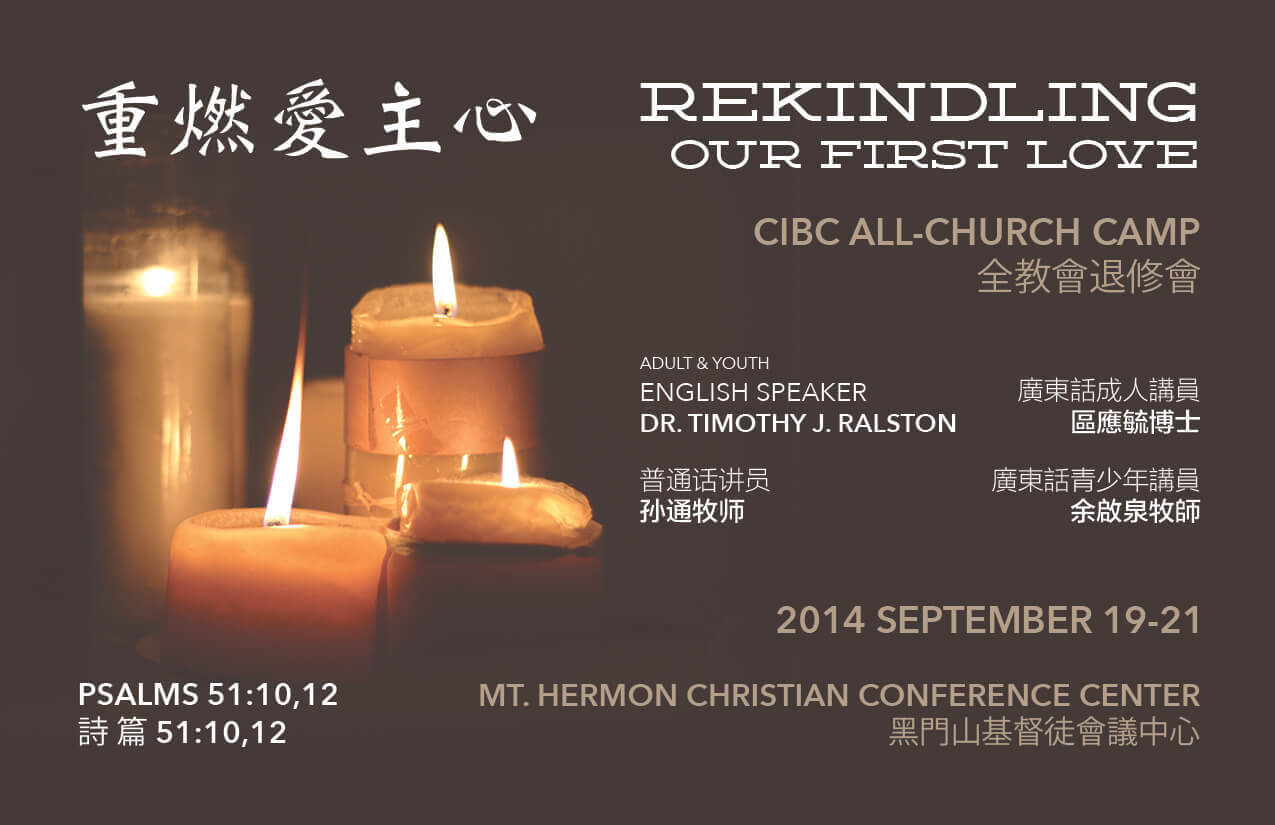 重燃愛主心
REKINDLING
OUR FIRST LOVE
CIBC ALL-CHURCH CAMP
全教會退修會
ADULT & YOUTH
ENGLISH SPEAKER
DR. TIMOTHY J. RALSTON
廣東話成人講員
區應毓博士
普通话讲员
孙通牧师
廣東話青少年講員
余啟泉牧師
2014 SEPTEMBER 19-21
PSALMS 51:10,12
詩篇 51:10,12
MT. HERMON CHRISTIAN CONFERENCE CENTER
黑門山基督徒會議中心